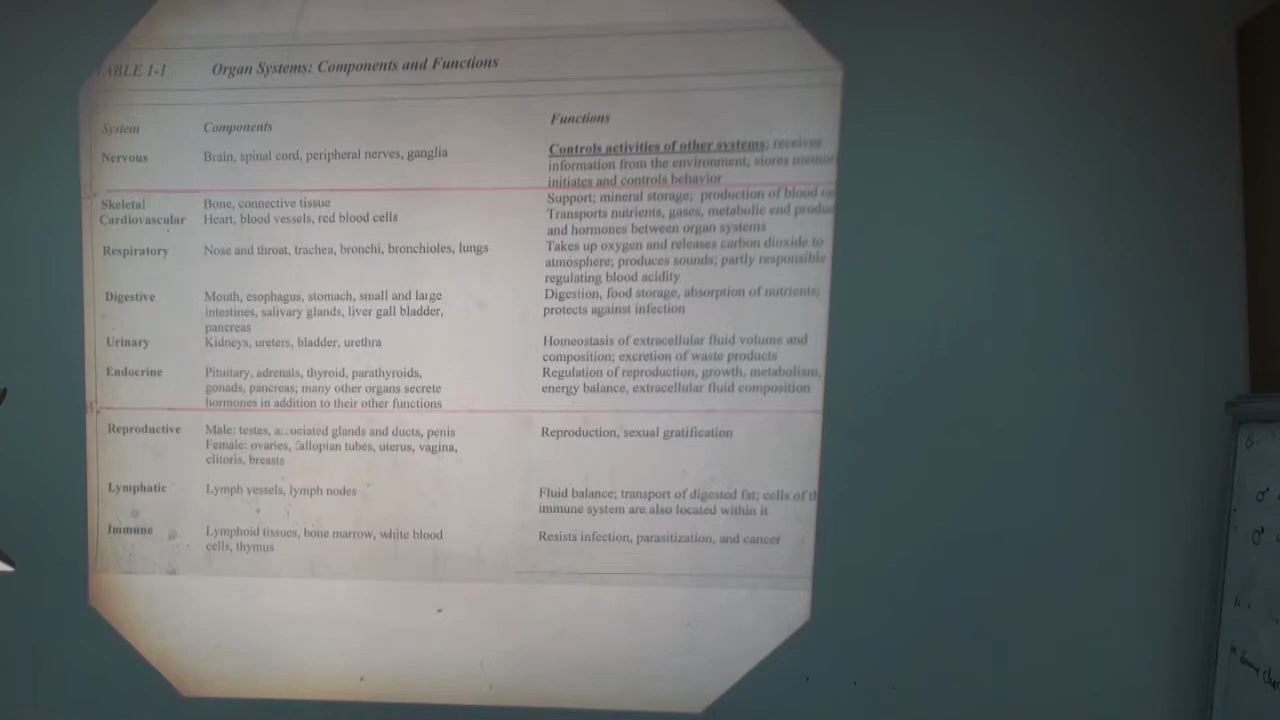 TABLE 1-1 Organ Systems: Components and Functions
System Components Functions
Nervous Brain, spinal cord, peripheral nerves, ganglia Controls activities of other systems; receives
information from the environment; stores
initiates and controls behavior
Skeletal Bone, connective tissue Support; mineral storage; production of blood
Cardiovascular Heart, blood vessels, red blood cells Transports nutrients, gases, metabolic end
and hormones between organ systems
Respiratory Nose and throat, trachea, bronchi, bronchioles, lungs Takes up oxygen and releases carbon dioxide to
atmosphere; produces sounds; partly responsible
regulating blood acidity
Digestive Mouth, esophagus, stomach, small and large Digestion, food storage, absorption of nutrients;
intestines, salivary glands, liver gall bladder, protects against infection
pancreas
Urinary Kidneys, ureters, bladder, urethra Homeostasis of extracellular fluid volume and
composition; excretion of waste products
Endocrine Pituitary, adrenals, thyroid, parathyroids, Regulation of reproduction, growth, metabolism,
gonads, pancreas; many other organs secrete energy balance, extracellular fluid composition
hormones in addition to their other functions
Reproductive Male: testes, associated glands and ducts, penis Reproduction, sexual gratification
Female: ovaries, fallopian tubes, uterus, vagina,
clitoris, breasts
Lymphatic Lymph vessels, lymph nodes Fluid balance; transport of digested fat; cells of
immune system are also located within it
Immune Lymphoid tissues, bone marrow, white blood Resists infection, parasitization, and cancer
cells, thymus